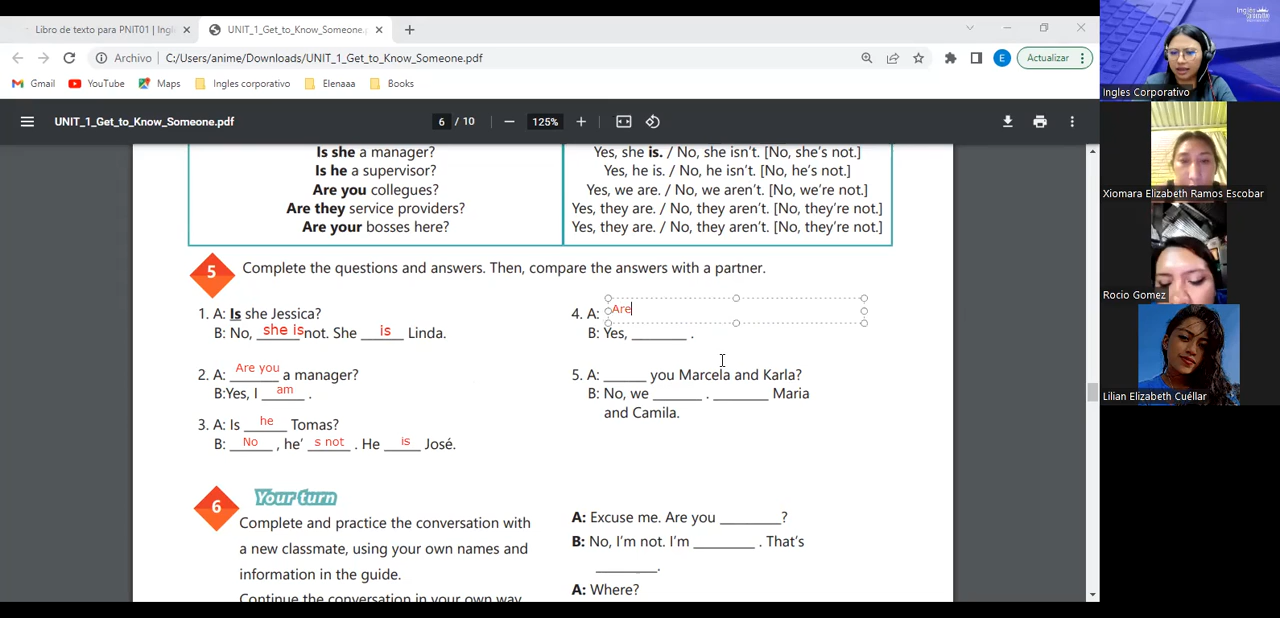 Libro de texto para PNIT01 | Ingl
UNIT_1_Get_to_Know_Someone.p
Archivo C:/Users/anime/Downloads/UNIT_1_Get_to_Know_Someone.pdf
E
Actualizar
Gmail YouTube Maps Ingles corporativo Elenaaa Books
UNIT_1_Get_to_Know_Someone.pdf
6 / 10
125%
Is she a manager? Yes, she is. / No, she isn't. [No, she's not.]
Is he a supervisor? Yes, he is. / No, he isn't. [No, he's not.]
Are you collegues? Yes, we are. / No, we aren't. [No, we're not.]
Are they service providers? Yes, they are. / No, they aren't. [No, they're not.]
Are your bosses here? Yes, they are. / No, they aren't. [No, they're not.]
5 Complete the questions and answers. Then, compare the answers with a partner.
1. A: Is she Jessica?
B: No, she is not. She is Linda.
2. A: Are you a manager?
B:Yes, I am .
3. A: Is he Tomas?
B: No , he' s not . He is José.
4. A: Are
B: Yes, ________ .
5. A: ______ you Marcela and Karla?
B: No, we _______ . ________ Maria
and Camila.
6 Your turn
Complete and practice the conversation with
a new classmate, using your own names and
information in the guide.
Continue the conversation in your own way.
A: Excuse me. Are you _________?
B: No, I'm not. I'm _________ . That's
_________.
A: Where?
Ingles Corporativo
Xiomara Elizabeth Ramos Escobar
Rocio Gomez
Lilian Elizabeth Cuéllar